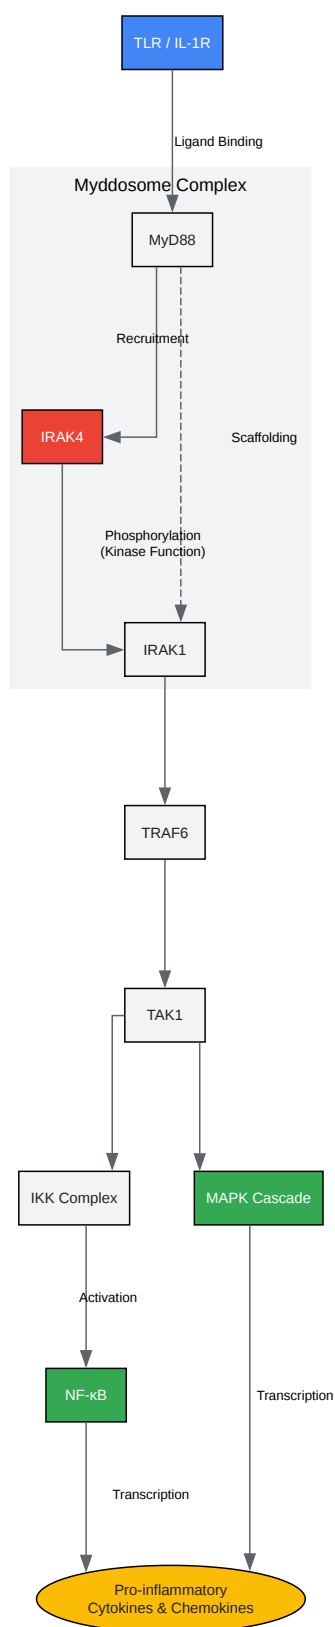 TLR / IL-1R
Ligand Binding
Myddosome Complex
MyD88
Recruitment
IRAK4
Scaffolding
Phosphorylation
(Kinase Function)
IRAK1
TRAF6
TAK1
IKK Complex
MAPK Cascade
Activation
NF-κB
Transcription
Transcription
Pro-inflammatory
Cytokines & Chemokines